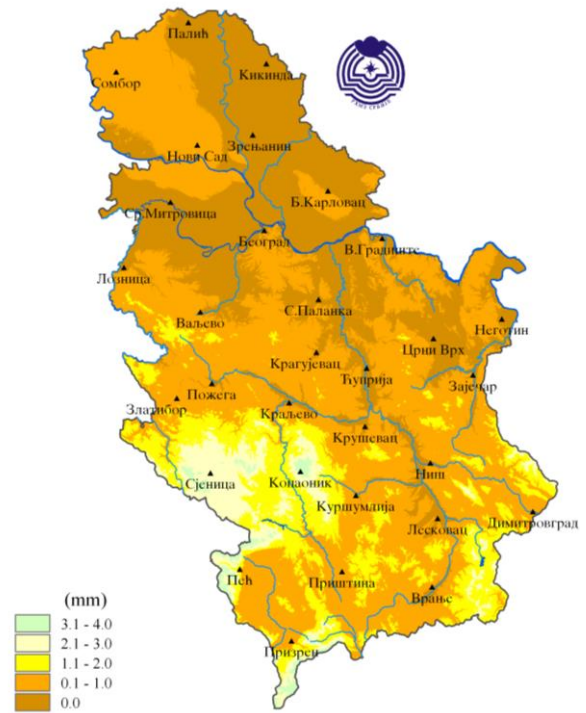 Палић
Кикинда
Сомбор
Зрењанин
Нови Сад
Б.Карловац
Ср.Митровица
Београд
В.Градиште
Лозница
С.Паланка
Ваљево
Неготин
Црни Врх
Крагујевац
Ћуприја
Зајечар
Пожега
Златибор
Краљево
Крушевац
Ниш
Сјеница
Копаоник
Куршумлија
Димитровград
Лесковац
Пећ
Приштина
Врање
Призрен
(mm)
3.1 - 4.0
2.1 - 3.0
1.1 - 2.0
0.1 - 1.0
0.0